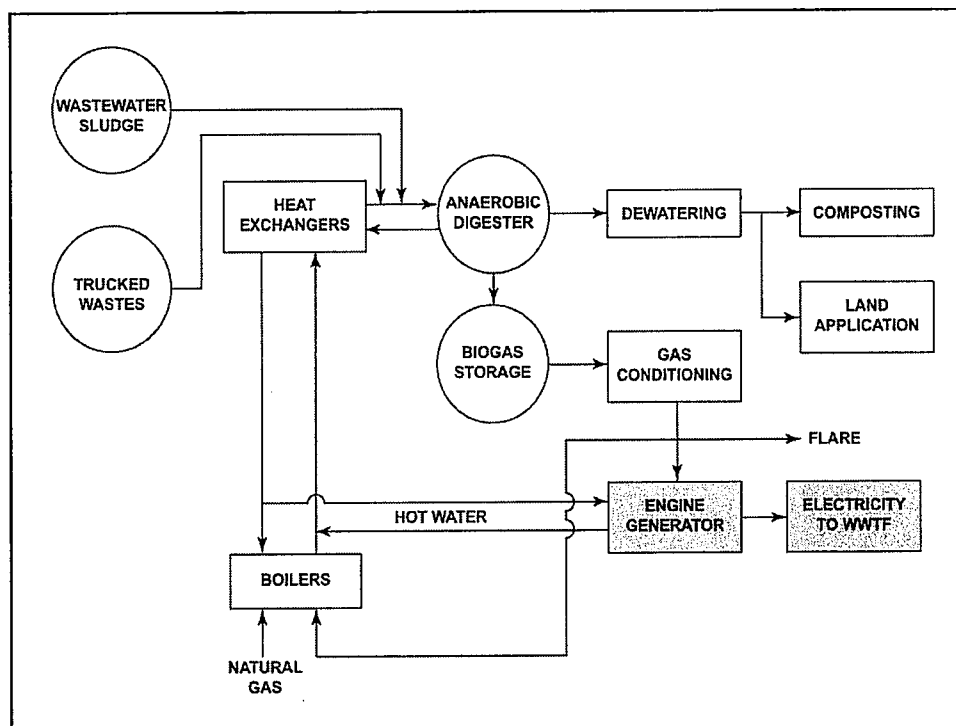 WASTEWATER
SLUDGE
HEAT
EXCHANGERS
ANAEROBIC
DIGESTER
DEWATERING
COMPOSTING
TRUCKED
WASTES
LAND
APPLICATION
BIOGAS
STORAGE
GAS
CONDITIONING
FLARE
HOT WATER
ENGINE
GENERATOR
ELECTRICITY
TO WWTF
BOILERS
NATURAL
GAS